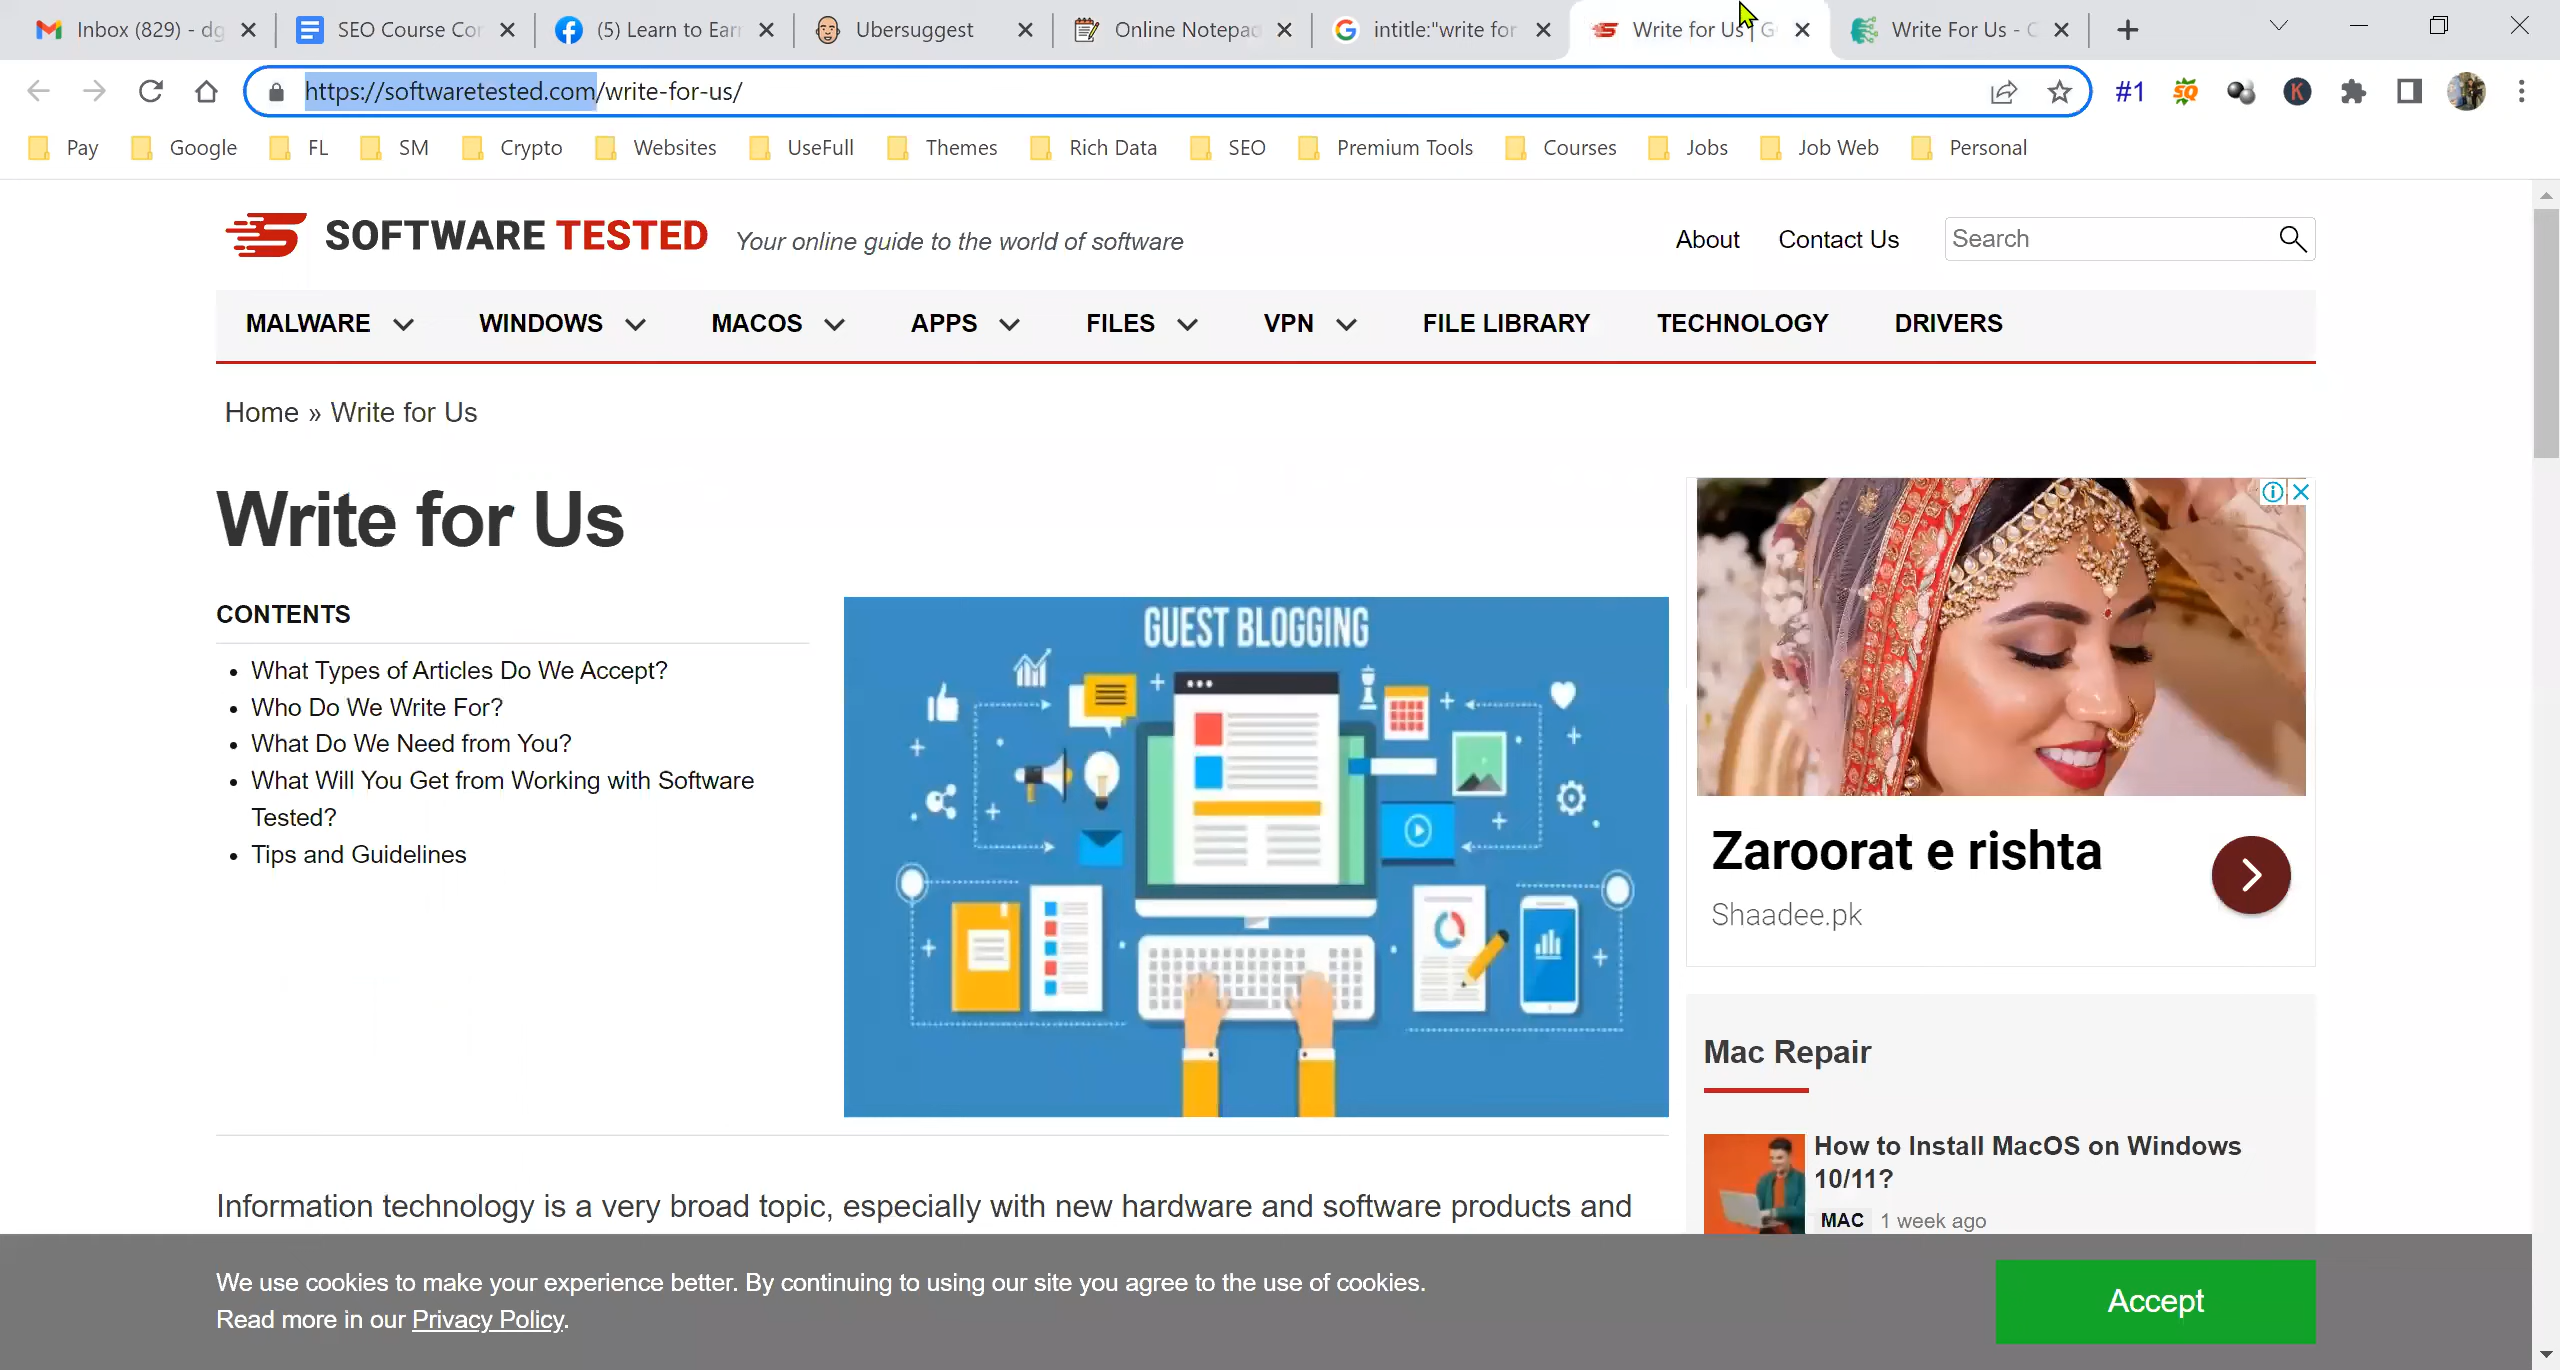 Inbox (829) - dg
SEO Course Cor
(5) Learn to Earn
Ubersuggest
Online Notepad
intitle:"write for
Write for Us | G
Write For Us - C
https://softwaretested.com/write-for-us/
#1
SQ
K
Pay
Google
FL
SM
Crypto
Websites
UseFull
Themes
Rich Data
SEO
Premium Tools
Courses
Jobs
Job Web
Personal
SOFTWARE TESTED
Your online guide to the world of software
About
Contact Us
Search
MALWARE
WINDOWS
MACOS
APPS
FILES
VPN
FILE LIBRARY
TECHNOLOGY
DRIVERS
Home » Write for Us
Write for Us
CONTENTS
• What Types of Articles Do We Accept?
• Who Do We Write For?
• What Do We Need from You?
• What Will You Get from Working with Software
Tested?
• Tips and Guidelines
GUEST BLOGGING
Zaroorat e rishta
Shaadee.pk
Mac Repair
How to Install MacOS on Windows
10/11?
MAC 1 week ago
Information technology is a very broad topic, especially with new hardware and software products and
We use cookies to make your experience better. By continuing to using our site you agree to the use of cookies.
Read more in our Privacy Policy.
Accept